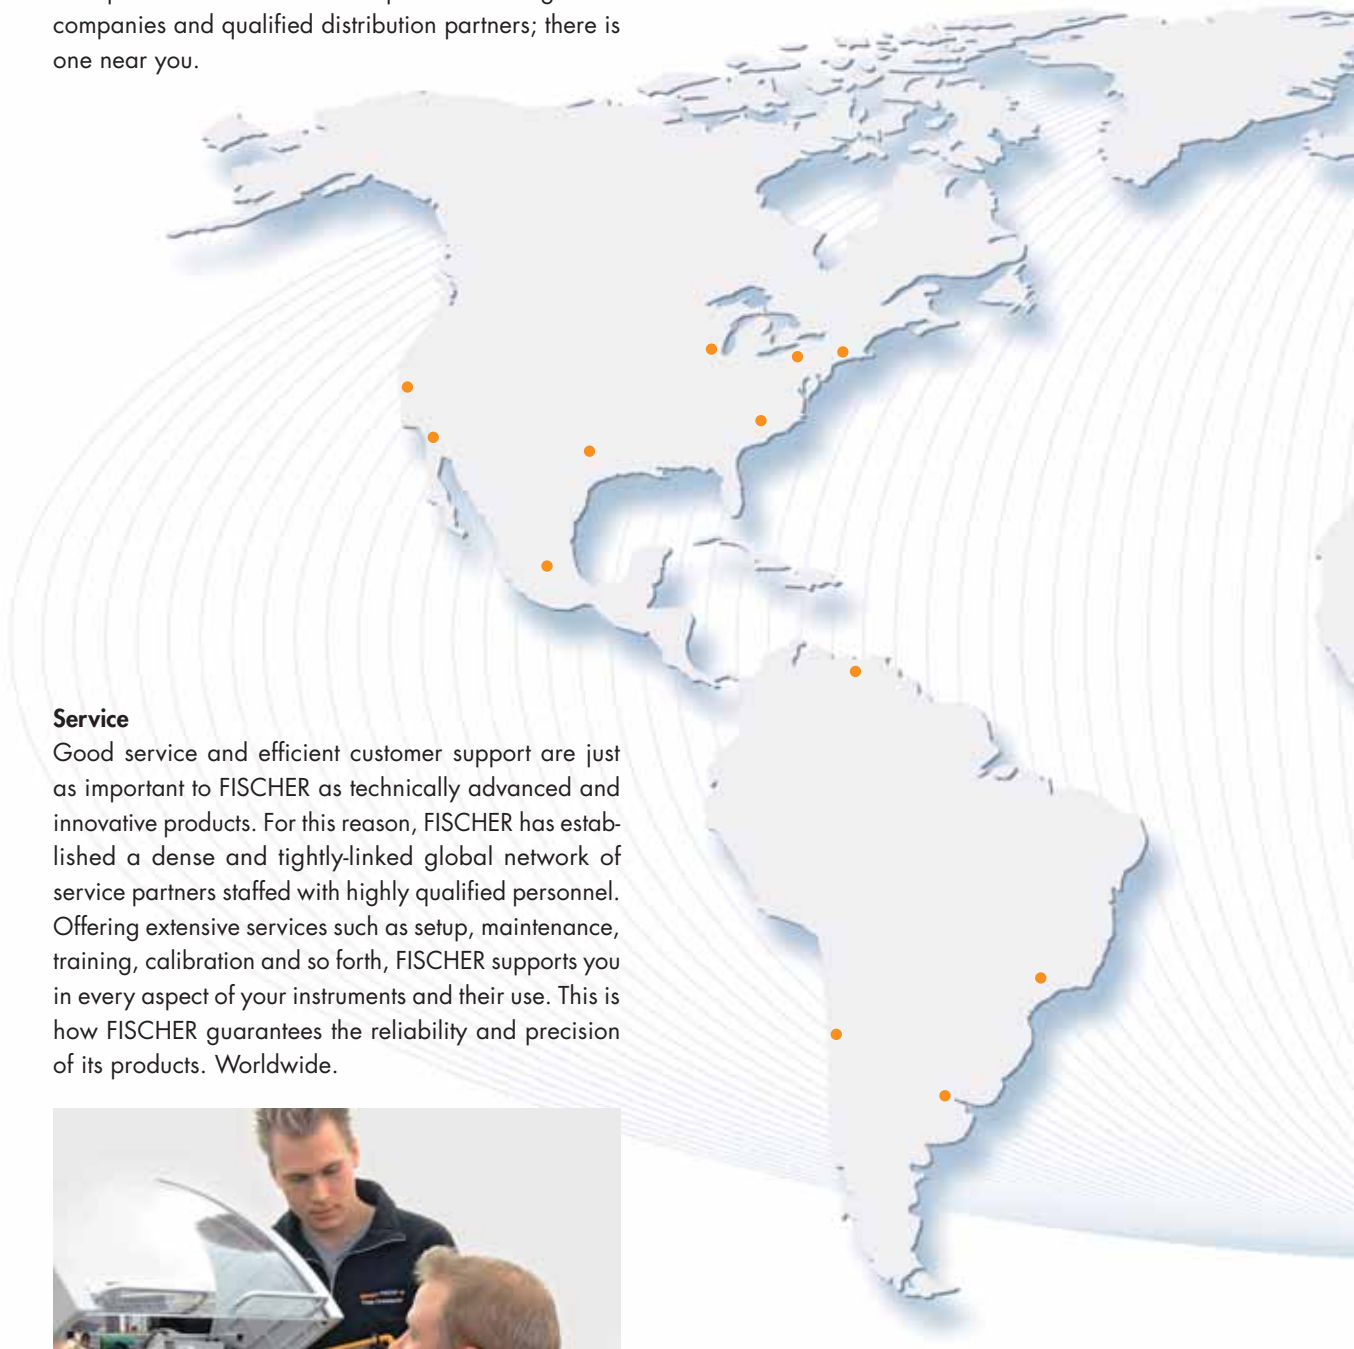 companies and qualified distribution partners; there is
one near you.
Service
Good service and efficient customer support are just
as important to FISCHER as technically advanced and
innovative products. For this reason, FISCHER has estab-
lished a dense and tightly-linked global network of
service partners staffed with highly qualified personnel.
Offering extensive services such as setup, maintenance,
training, calibration and so forth, FISCHER supports you
in every aspect of your instruments and their use. This is
how FISCHER guarantees the reliability and precision
of its products. Worldwide.